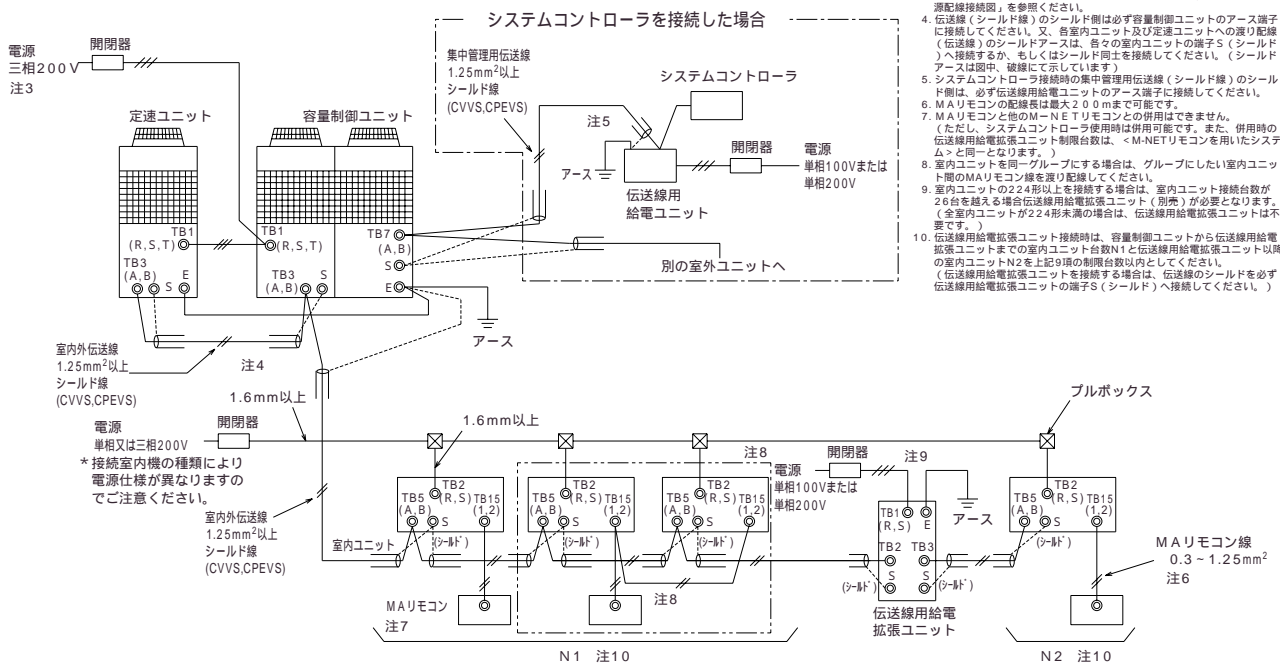 システムコントローラを接続した場合
電源
三相200V
注3
開閉器
定速ユニット
容量制御ユニット
TB1
(R,S,T)
TB3
(A,B)
S
E
TB1
(R,S,T)
TB3
(A,B)
S
TB7
(A,B)
S
E
アース
集中管理用伝送線
1.25mm²以上
シールド線
(CVVS,CPEVS)
注5
システムコントローラ
アース
伝送線用
給電ユニット
開閉器
電源
単相100Vまたは
単相200V
別の室外ユニットへ
源配線接続図」を参照ください。
4. 伝送線(シールド線)のシールド側は必ず容量制御ユニットのアース端子
に接続してください。又、各室内ユニット及び定速ユニットへの渡り配線
(伝送線)のシールドアースは、各々の室内ユニットの端子S(シールド
)へ接続するか、もしくはシールド同士を接続してください。(シールド
アースは図中、破線にて示しています)
5. システムコントローラ接続時の集中管理用伝送線(シールド線)のシール
ド側は、必ず伝送線用給電ユニットのアース端子に接続してください。
6. MAリモコンの配線長は最大200mまで可能です。
7. MAリモコンと他のM-NETリモコンとの併用はできません。
(ただし、システムコントローラ使用時は併用可能です。また、併用時の
伝送線用給電拡張ユニット制限台数は、<M-NETリモコンを用いたシステ
ム>と同一となります。)
8. 室内ユニットを同一グループにする場合は、グループにしたい室内ユニッ
ト間のMAリモコン線を渡り配線してください。
9. 室内ユニットの224形以上を接続する場合は、室内ユニット接続台数が
26台を越える場合伝送線用給電拡張ユニット(別売)が必要となります。
(全室内ユニットが224形未満の場合は、伝送線用給電拡張ユニットは不
要です。)
10. 伝送線用給電拡張ユニット接続時は、容量制御ユニットから伝送線用給電
拡張ユニットまでの室内ユニット台数N1と伝送線用給電拡張ユニット以降
の室内ユニットN2を上記9項の制限台数以内としてください。
(伝送線用給電拡張ユニットを接続する場合は、伝送線のシールドを必ず
伝送線用給電拡張ユニットの端子S(シールド)へ接続してください。)
室内外伝送線
1.25mm²以上
シールド線
(CVVS,CPEVS)
注4
1.6mm以上
電源
単相又は三相200V
開閉器
*接続室内機の種類により
電源仕様が異なりますの
でご注意ください。
室内外伝送線
1.25mm²以上
シールド線
(CVVS,CPEVS)
1.6mm以上
プルボックス
室内ユニット
TB5
(A,B)
S
TB2
(R,S)
TB15
(1,2)
(シールド)
TB5
(A,B)
S
TB2
(R,S)
TB15
(1,2)
(シールド)
TB5
(A,B)
S
TB2
(R,S)
TB15
(1,2)
(シールド)
注8
注8
MAリモコン
注7
電源
単相100Vまたは
単相200V
開閉器
注9
アース
TB1
(R,S)
E
TB2
TB3
S
S
(シールド)
(シールド)
伝送線用給電
拡張ユニット
TB5
(A,B)
S
TB2
(R,S)
TB15
(1,2)
(シールド)
MAリモコン線
0.3~1.25mm²
注6
N1 注10
N2 注10